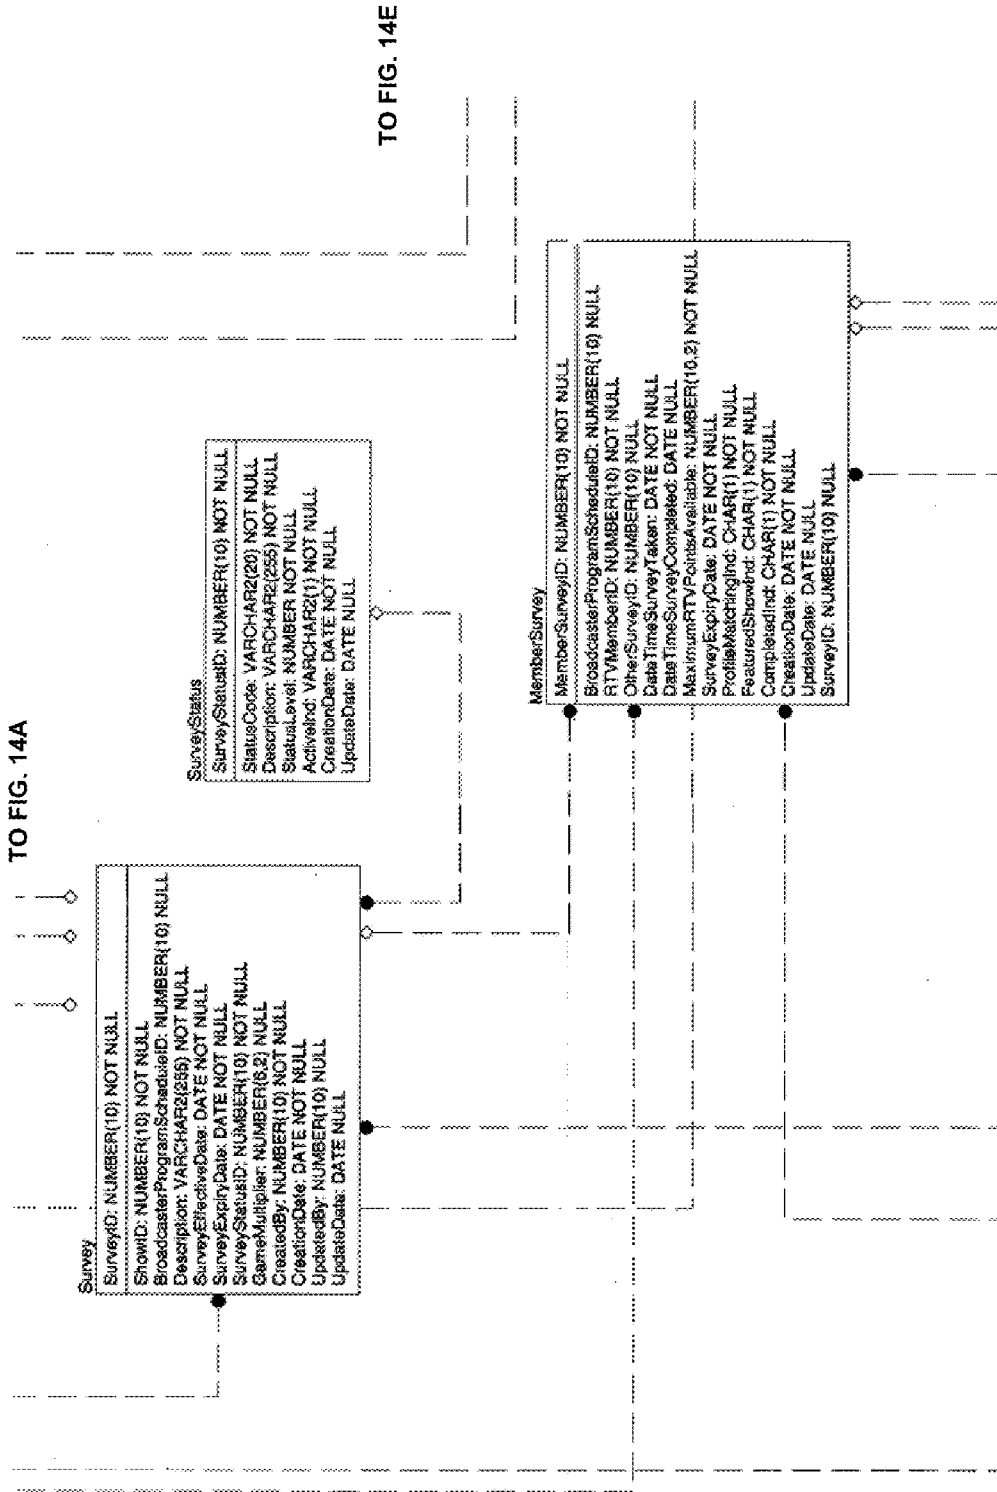 TO FIG. 14A
TO FIG. 14E
Survey
SurveyID: NUMBER(10) NOT NULL
ShowID: NUMBER(10) NOT NULL
BroadcasterProgramScheduleID: NUMBER(10) NULL
Description: VARCHAR2(255) NOT NULL
SurveyEffectiveDate: DATE NOT NULL
SurveyExpiryDate: DATE NOT NULL
SurveyStatusID: NUMBER(10) NOT NULL
GameMultiplier: NUMBER(6,2) NULL
CreatedBy: NUMBER(10) NOT NULL
CreationDate: DATE NOT NULL
UpdatedBy: NUMBER(10) NULL
UpdateDate: DATE NULL
SurveyStatus
SurveyStatusID: NUMBER(10) NOT NULL
StatusCode: VARCHAR2(20) NOT NULL
Description: VARCHAR2(255) NOT NULL
StatusLevel: NUMBER NOT NULL
ActiveInd: VARCHAR2(1) NOT NULL
CreationDate: DATE NOT NULL
UpdateDate: DATE NULL
MemberSurvey
MemberSurveyID: NUMBER(10) NOT NULL
BroadcasterProgramScheduleID: NUMBER(10) NULL
RTVMemberID: NUMBER(10) NOT NULL
OtherSurveyID: NUMBER(10) NULL
DateTimeSurveyTaken: DATE NOT NULL
DateTimeSurveyCompleted: DATE NULL
MaximumRTVPointsAvailable: NUMBER(10,2) NOT NULL
SurveyExpiryDate: DATE NOT NULL
ProfileMatchingInd: CHAR(1) NOT NULL
FeaturedShowInd: CHAR(1) NOT NULL
CompletedInd: CHAR(1) NOT NULL
CreationDate: DATE NOT NULL
UpdateDate: DATE NULL
SurveyID: NUMBER(10) NULL